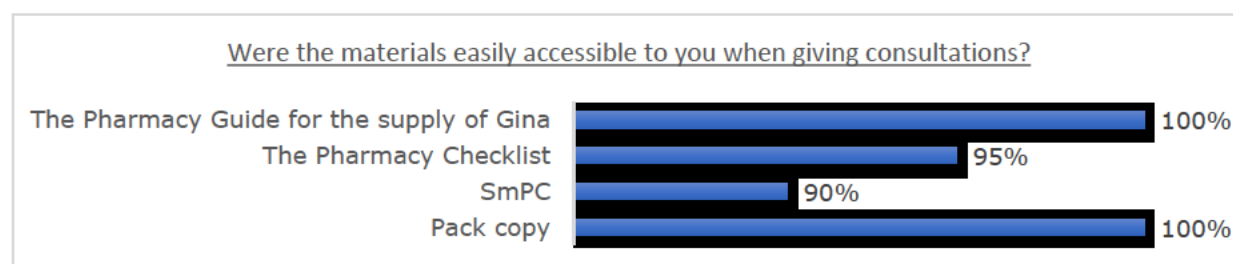 Were the materials easily accessible to you when giving consultations?
The Pharmacy Guide for the supply of Gina 100%
The Pharmacy Checklist 95%
SmPC 90%
Pack copy 100%